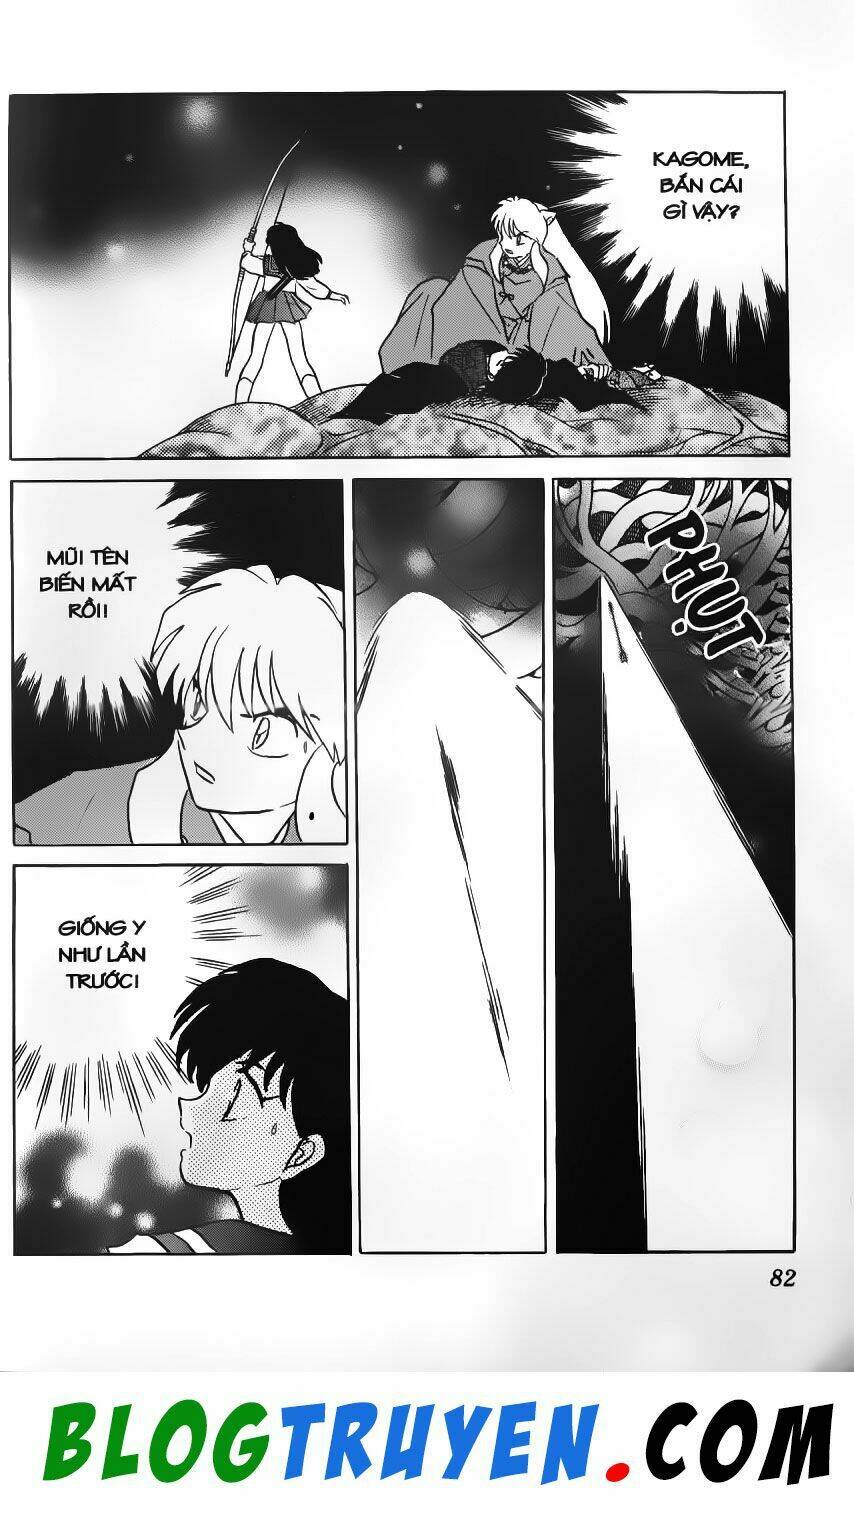 KAGOME,
BẮN CÁI
GÌ VẬY?
PHỤT
MŨI TÊN
BIẾN MẤT
RỒI!
GIỐNG Y
NHƯ LẦN
TRƯỚC!
82
BLOGTRUYEN.COM